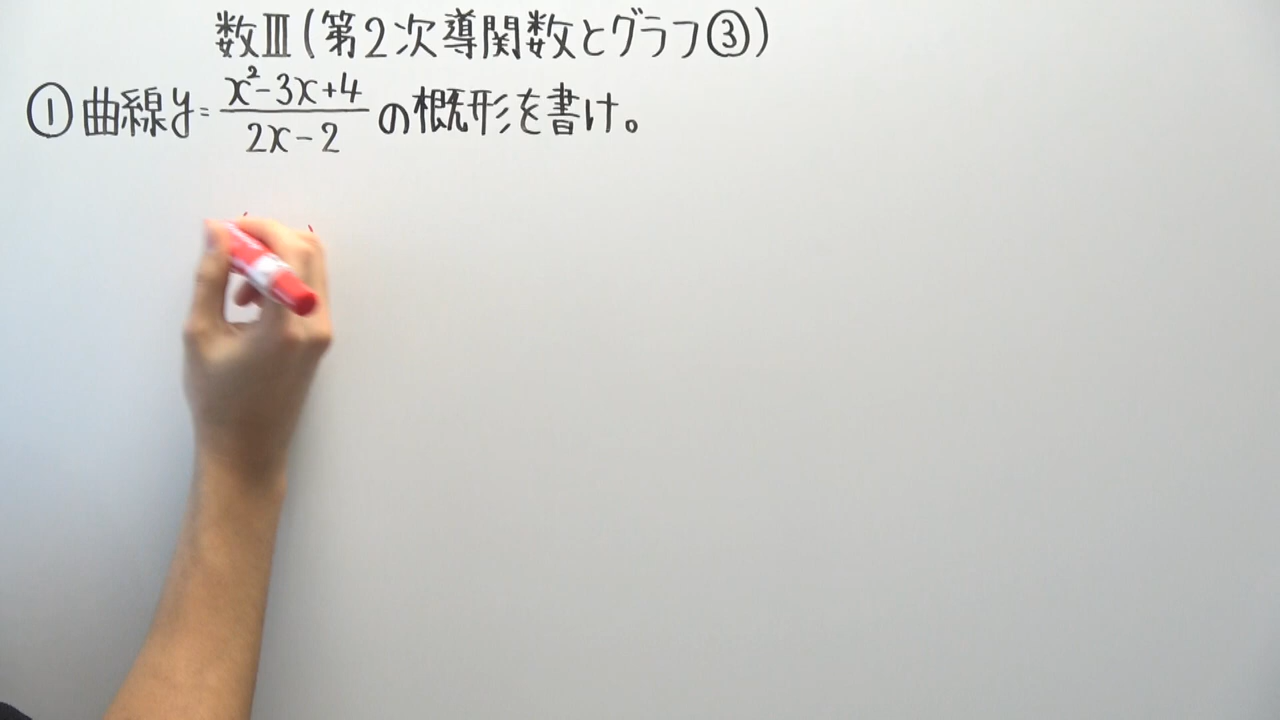 数Ⅲ(第2次導関数とグラフ③)
①曲線y=\frac{x²-3x+4}{2x-2}の概形を書け。